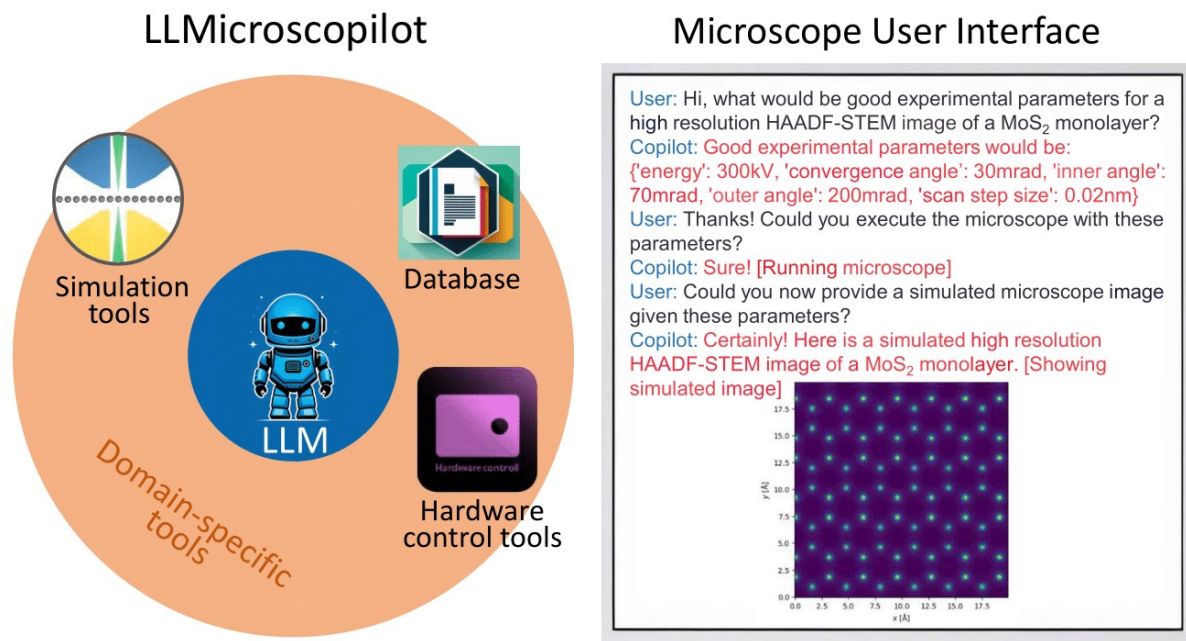 LLMicroscopilot
Simulation
tools
Database
LLM
Hardware controll
Hardware
control tools
Domain-specific
tools
Microscope User Interface
User: Hi, what would be good experimental parameters for a
high resolution HAADF-STEM image of a MoS₂ monolayer?
Copilot: Good experimental parameters would be:
{'energy': 300kV, 'convergence angle’: 30mrad, 'inner angle':
70mrad, 'outer angle': 200mrad, 'scan step size': 0.02nm}
User: Thanks! Could you execute the microscope with these
parameters?
Copilot: Sure! [Running microscope]
User: Could you now provide a simulated microscope image
given these parameters?
Copilot: Certainly! Here is a simulated high resolution
HAADF-STEM image of a MoS₂ monolayer. [Showing
simulated image]
17.5
15.0
12.5
10.0
7.5
5.0
2.5
0.0
y [Å]
0.0 2.5 5.0 7.5 10.0 12.5 15.0 17.5
x [Å]